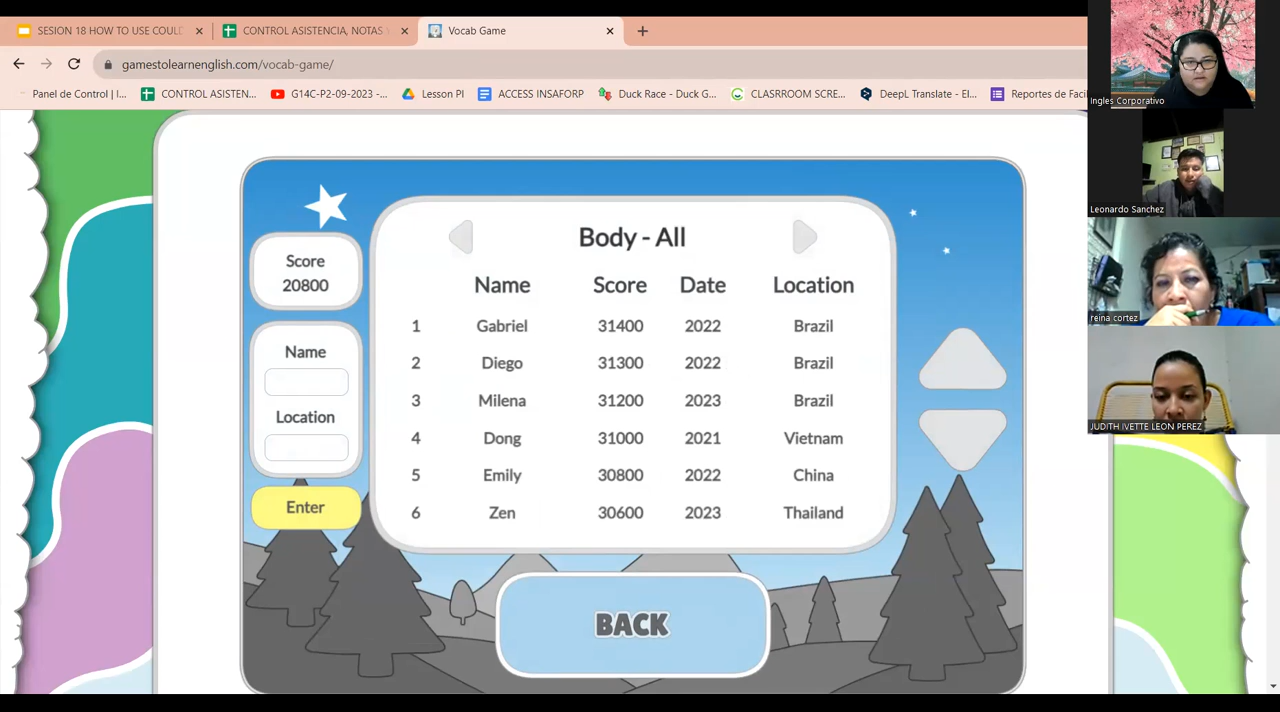 SESION 18 HOW TO USE COULD
CONTROL ASISTENCIA, NOTAS
Vocab Game
gamestolearnenglish.com/vocab-game/
Panel de Control | I...
CONTROL ASISTEN...
G14C-P2-09-2023 -...
Lesson Pl
ACCESS INSAFORP
Duck Race - Duck G...
CLASRROOM SCRE...
DeepL Translate - El...
Reportes de Facil
Ingles Corporativo
Leonardo Sanchez
reina cortez
JUDITH IVETTE LEON PEREZ
Score
20800
Name
Location
Enter
Body - All
Name Score Date Location
1 Gabriel 31400 2022 Brazil
2 Diego 31300 2022 Brazil
3 Milena 31200 2023 Brazil
4 Dong 31000 2021 Vietnam
5 Emily 30800 2022 China
6 Zen 30600 2023 Thailand
BACK